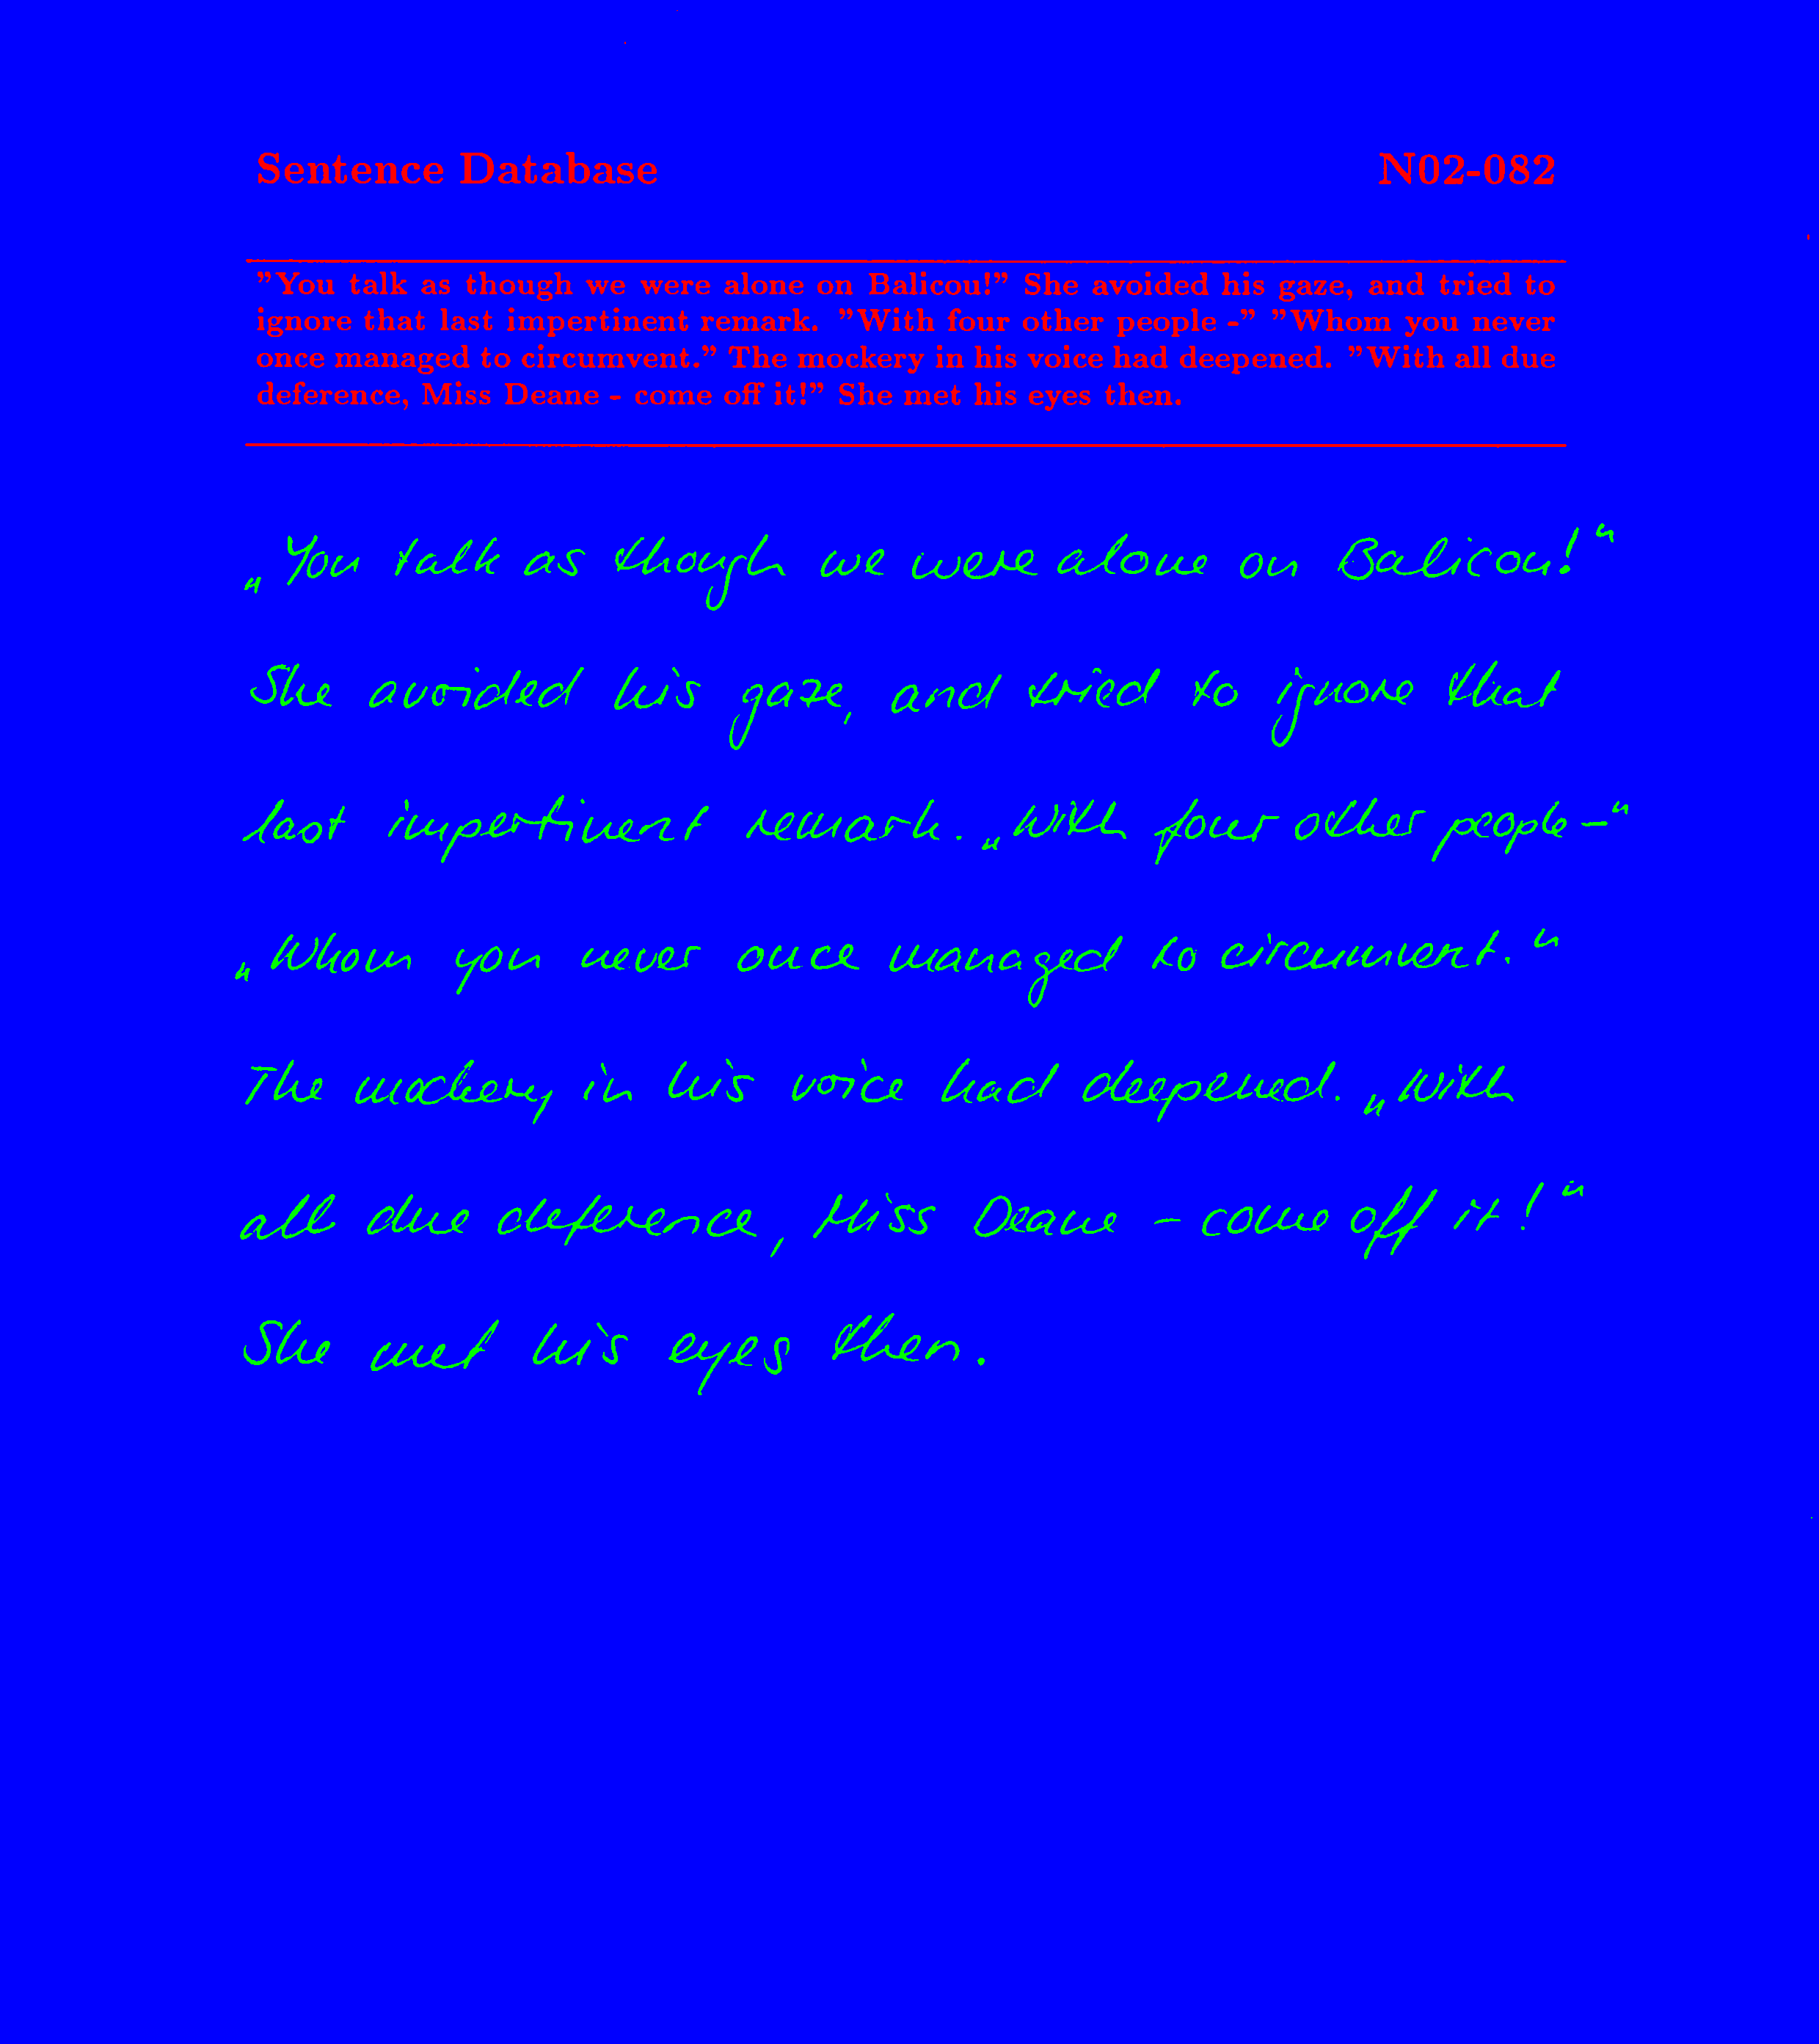 Sentence Database N02-082
"You talk as though we were alone on Balicou!" She avoided his gaze, and tried to
ignore that last impertinent remark. "With four other people -" "Whom you never
once managed to circumvent." The mockery in his voice had deepened. "With all due
deference, Miss Deane - come off it!" She met his eyes then.
„You talk as though we were alone on Balicou!“
She avoided his gaze, and tried to ignore that
last impertinent remark. „With four other people-“
„Whom you never once managed to circumvent.“
The mockery in his voice had deepened. „With
all due deference, Miss Deane - come off it!“
She met his eyes then.